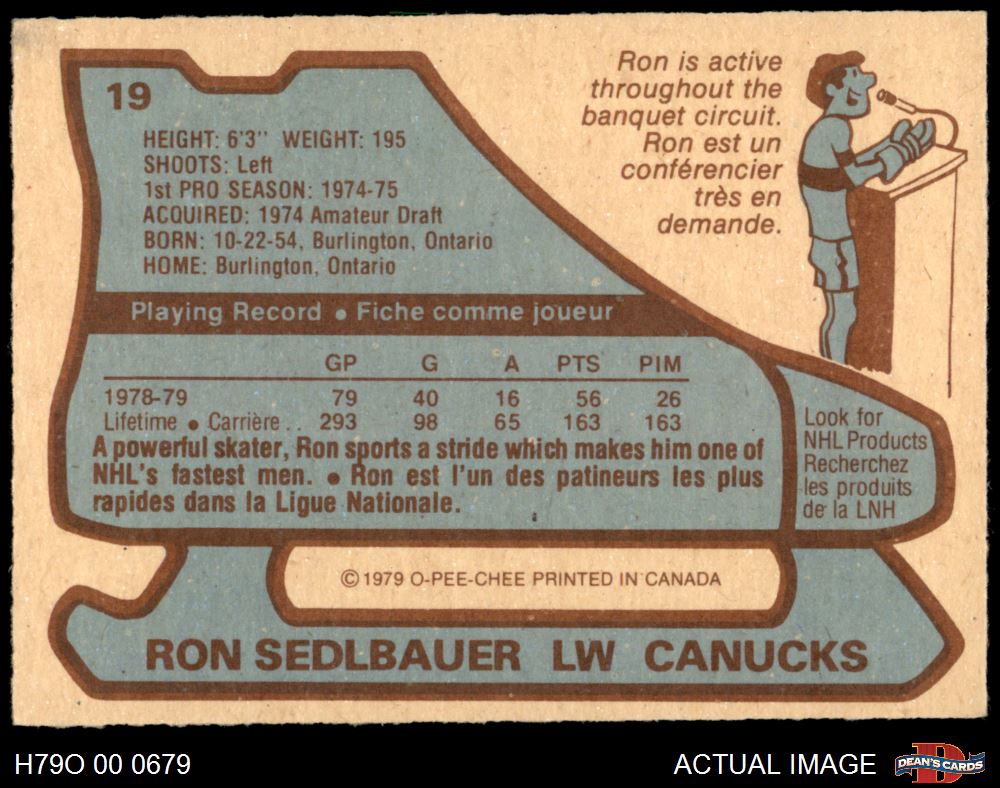 19
HEIGHT: 6'3'' WEIGHT: 195
SHOOTS: Left
1st PRO SEASON: 1974-75
ACQUIRED: 1974 Amateur Draft
BORN: 10-22-54, Burlington, Ontario
HOME: Burlington, Ontario
Ron is active
throughout the
banquet circuit.
Ron est un
conférencier
très en
demande.
Playing Record • Fiche comme joueur
GP G A PTS PIM
1978-79 79 40 16 56 26
Lifetime • Carrière . . 293 98 65 163 163
A powerful skater, Ron sports a stride which makes him one of
NHL's fastest men. • Ron est l'un des patineurs les plus
rapides dans la Ligue Nationale.
Look for
NHL Products
Recherchez
les produits
de la LNH
© 1979 O-PEE-CHEE PRINTED IN CANADA
RON SEDLBAUER LW CANUCKS
H79O 00 0679
ACTUAL IMAGE
D
DEAN'S CARDS